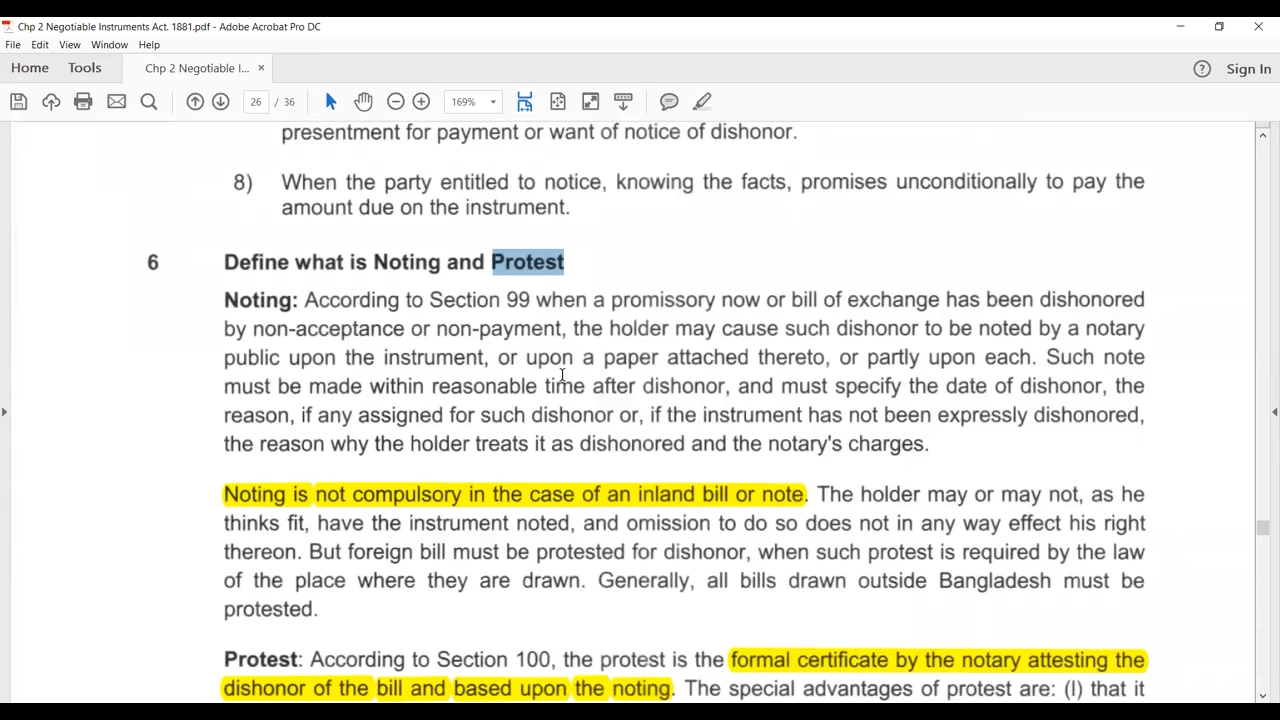 Chp 2 Negotiable Instruments Act. 1881.pdf - Adobe Acrobat Pro DC
File Edit View Window Help
Home Tools Chp 2 Negotiable I... × Sign In
26 / 36 169%
presentment for payment or want of notice of dishonor.
8) When the party entitled to notice, knowing the facts, promises unconditionally to pay the
amount due on the instrument.
6 Define what is Noting and Protest
Noting: According to Section 99 when a promissory now or bill of exchange has been dishonored
by non-acceptance or non-payment, the holder may cause such dishonor to be noted by a notary
public upon the instrument, or upon a paper attached thereto, or partly upon each. Such note
must be made within reasonable time after dishonor, and must specify the date of dishonor, the
reason, if any assigned for such dishonor or, if the instrument has not been expressly dishonored,
the reason why the holder treats it as dishonored and the notary's charges.
Noting is not compulsory in the case of an inland bill or note. The holder may or may not, as he
thinks fit, have the instrument noted, and omission to do so does not in any way effect his right
thereon. But foreign bill must be protested for dishonor, when such protest is required by the law
of the place where they are drawn. Generally, all bills drawn outside Bangladesh must be
protested.
Protest: According to Section 100, the protest is the formal certificate by the notary attesting the
dishonor of the bill and based upon the noting. The special advantages of protest are: (I) that it